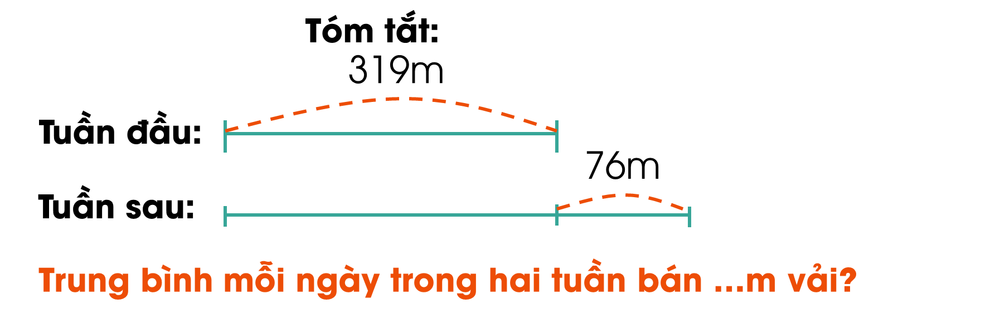 Tóm tắt:
319m
Tuần đầu:
76m
Tuần sau:
Trung bình mỗi ngày trong hai tuần bán ...m vải?